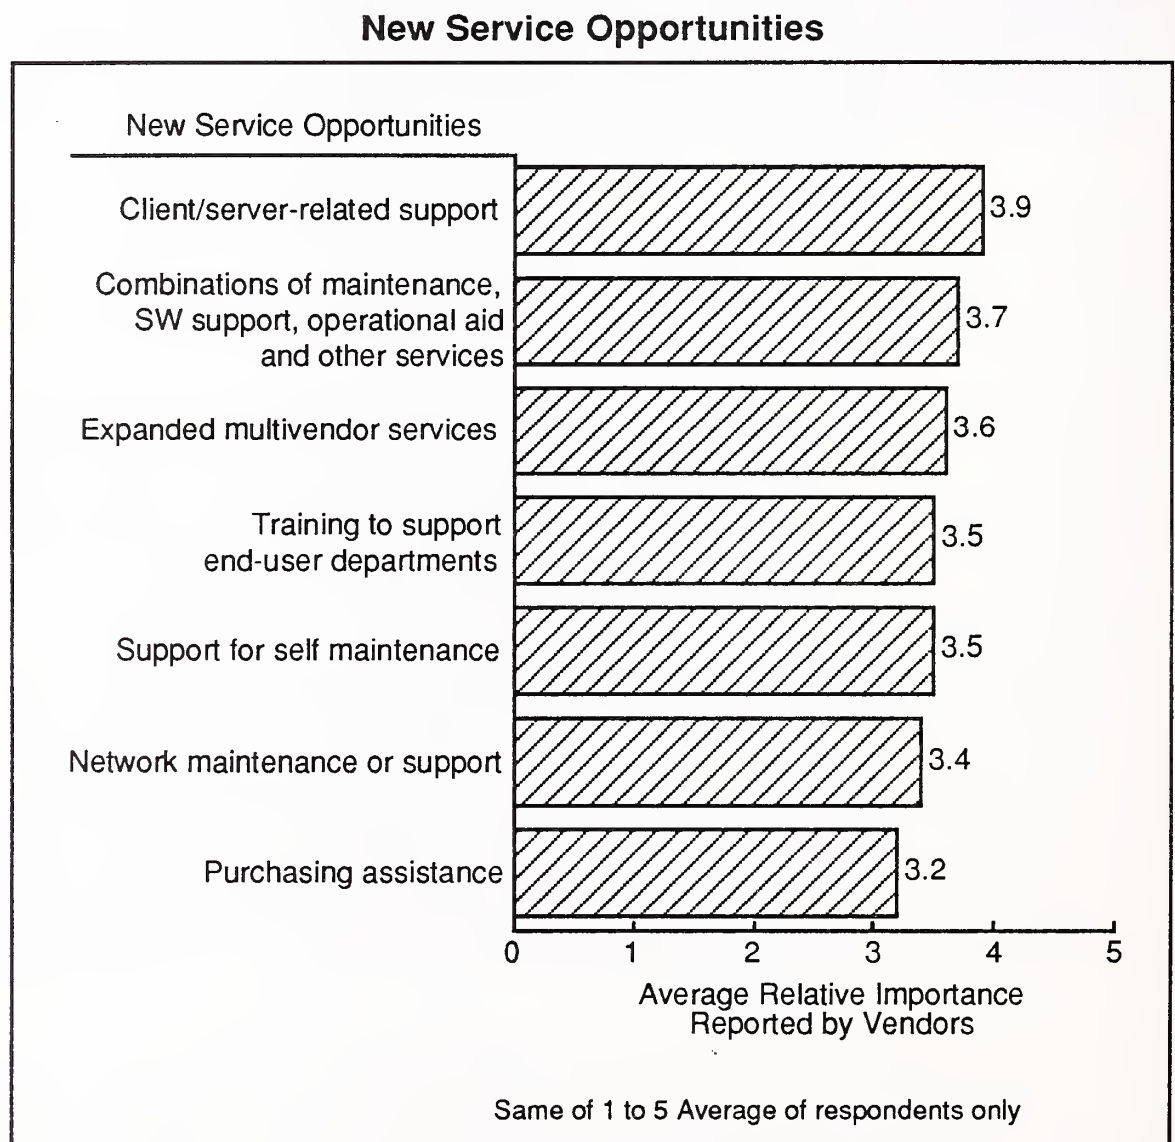 New Service Opportunities
New Service Opportunities
Client/server-related support
3.9
Combinations of maintenance,
SW support, operational aid
and other services
3.7
Expanded multivendor services
3.6
Training to support
end-user departments
3.5
Support for self maintenance
3.5
Network maintenance or support
3.4
Purchasing assistance
3.2
0 1 2 3 4 5
Average Relative Importance
Reported by Vendors
Same of 1 to 5 Average of respondents only